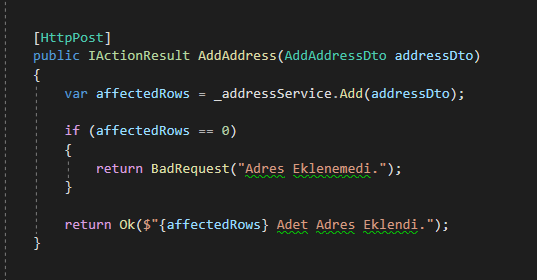 [HttpPost]
public IActionResult AddAddress(AddAddressDto addressDto)
{
var affectedRows = _addressService.Add(addressDto);
if (affectedRows == 0)
{
return BadRequest("Adres Eklenemedi.");
}
return Ok($"{affectedRows} Adet Adres Eklendi.");
}